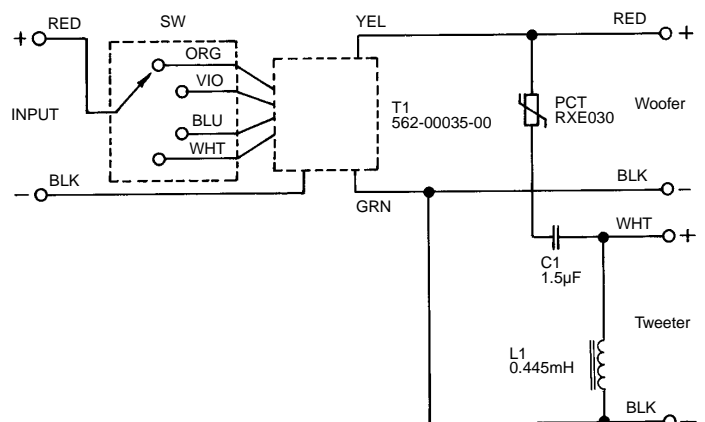 RED
SW
YEL
RED
+
+
ORG
VIO
INPUT
BLU
WHT
T1
562-00035-00
PCT
RXE030
Woofer
−
BLK
GRN
BLK
−
WHT
+
C1
1.5µF
Tweeter
L1
0.445mH
BLK
−